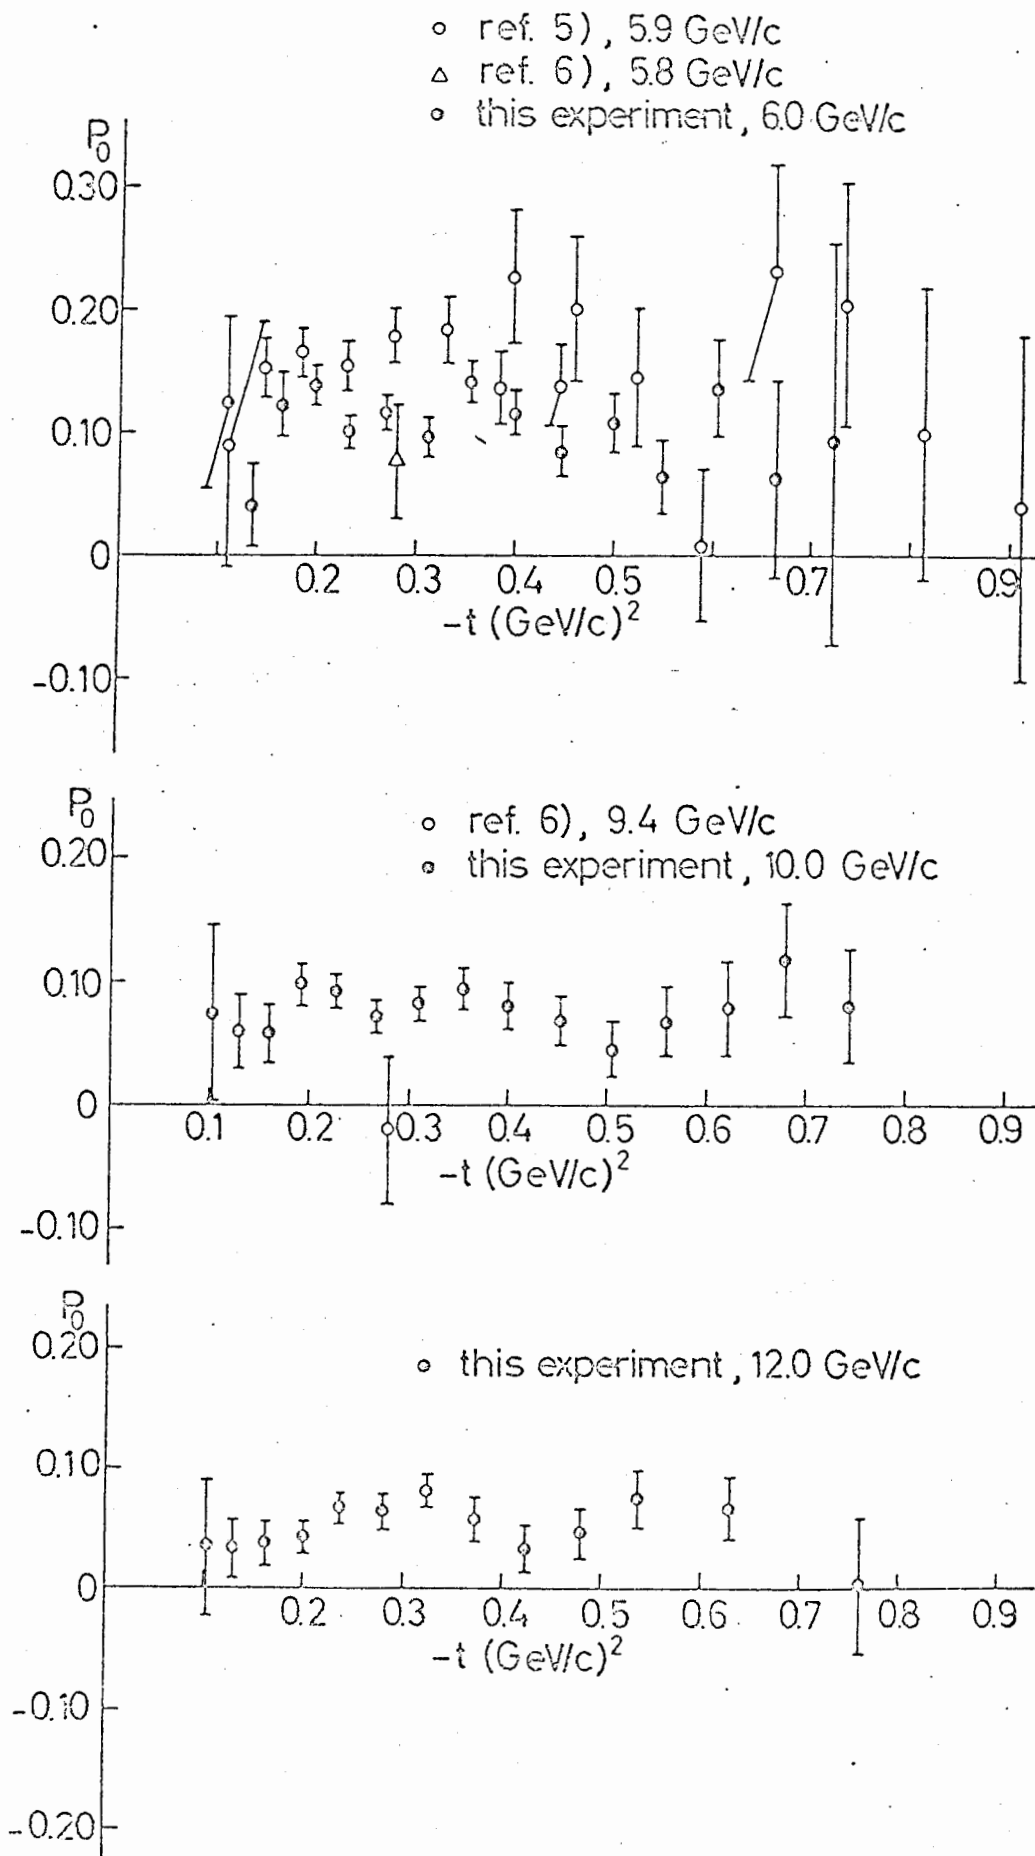 ref. 5), 5.9 GeV/c
ref. 6), 5.8 GeV/c
this experiment, 6.0 GeV/c
P0
0.30
0.20
0.10
0
0.2 0.3 0.4 0.5 0.7 0.9
-t (GeV/c)²
-0.10
P0
ref. 6), 9.4 GeV/c
0.20
this experiment, 10.0 GeV/c
0.10
0
0.1 0.2 0.3 0.4 0.5 0.6 0.7 0.8 0.9
-t (GeV/c)²
-0.10
P0
0.20
this experiment, 12.0 GeV/c
0.10
0
0.2 0.3 0.4 0.5 0.6 0.7 0.8 0.9
-t (GeV/c)²
-0.10
-0.20